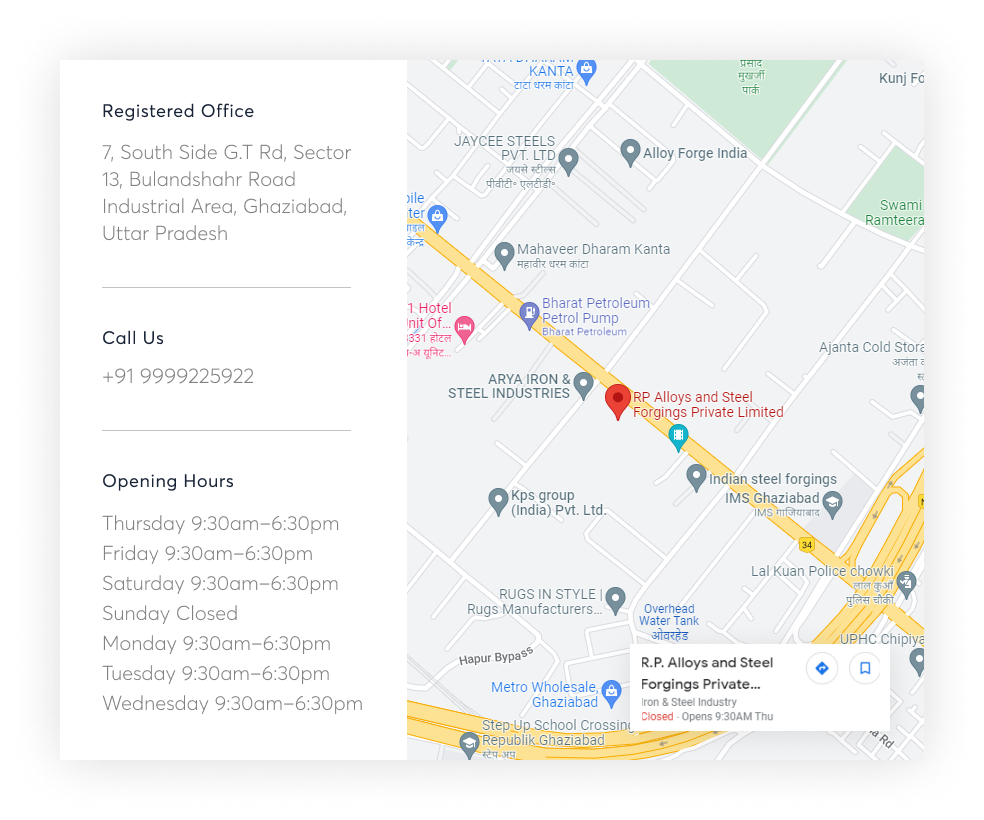 Registered Office
7, South Side G.T Rd, Sector
13, Bulandshahr Road
Industrial Area, Ghaziabad,
Uttar Pradesh
Call Us
+91 9999225922
Opening Hours
Thursday 9:30am–6:30pm
Friday 9:30am–6:30pm
Saturday 9:30am–6:30pm
Sunday Closed
Monday 9:30am–6:30pm
Tuesday 9:30am–6:30pm
Wednesday 9:30am–6:30pm
KANTA
टाटा धरम कांटा
प्रसाद
मुखर्जी
पार्क
Kunj Fo
JAYCEE STEELS
PVT. LTD
जयसे स्टील्स
पीवीटी॰ एलटीडी॰
Alloy Forge India
Swami
Ramteera
Mahaveer Dharam Kanta
महावीर धरम कांटा
Bharat Petroleum
Petrol Pump
Bharat Petroleum
1 Hotel
nit Of...
3331 होटल
Ajanta Cold Stora
अजंता
ARYA IRON &
STEEL INDUSTRIES
RP Alloys and Steel
Forgings Private Limited
Indian steel forgings
IMS Ghaziabad
IMS गाजियाबाद
Kps group
(India) Pvt. Ltd.
34
Lal Kuan Police chowki
लाल कुआँ
पुलिस चौकी
RUGS IN STYLE |
Rugs Manufacturers...
Overhead
Water Tank
ओवरहेड
UPHC Chipiya
Hapur Bypass
Metro Wholesale,
Ghaziabad
Step Up School Crossing
Republik Ghaziabad
स्टेप-अप
R.P. Alloys and Steel
Forgings Private...
Iron & Steel Industry
Closed · Opens 9:30AM Thu
Rd